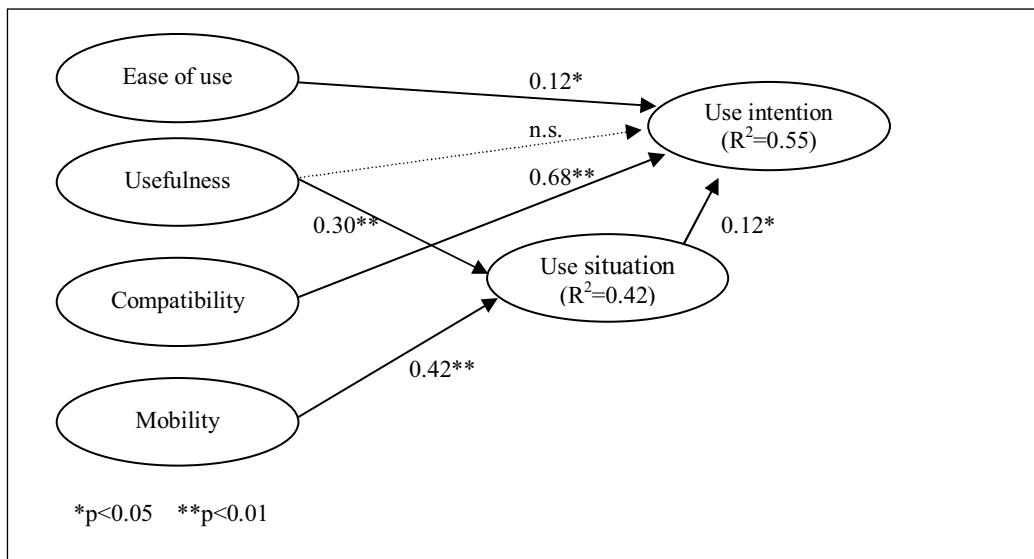 Ease of use
0.12*
Use intention
(R²=0.55)
n.s.
Usefulness
0.68**
0.30**
0.12*
Use situation
(R²=0.42)
Compatibility
0.42**
Mobility
*p<0.05 **p<0.01